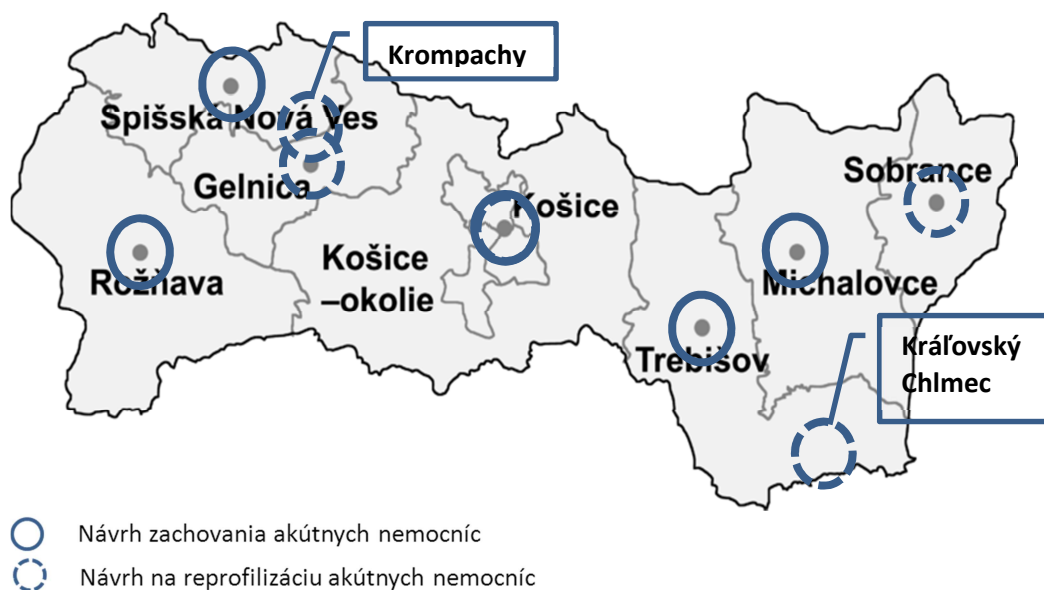 Krompachy
Spišská Nová Ves
Gelnica
Sobrance
Košice
Košice
–okolie
Rožňava
Michalovce
Trebišov
Kráľovský
Chlmec
Návrh zachovania akútnych nemocníc
Návrh na reprofilizáciu akútnych nemocníc